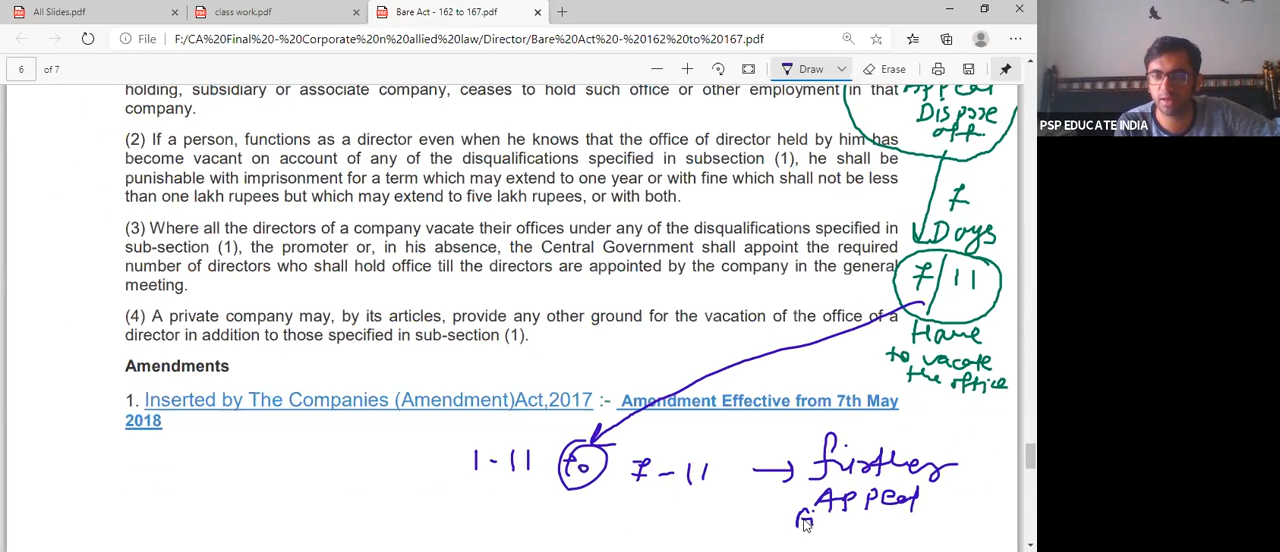 All Slides.pdf
class work.pdf
Bare Act - 162 to 167.pdf
File
F:/CA%20Final%20-%20Corporate%20n%20allied%20law/Director/Bare%20Act%20-%20162%20to%20167.pdf
6 of 7
Draw
Erase
PSP EDUCATE INDIA
holding, subsidiary or associate company, ceases to hold such office or other employment in that
company.
(2) If a person, functions as a director even when he knows that the office of director held by him has
become vacant on account of any of the disqualifications specified in subsection (1), he shall be
punishable with imprisonment for a term which may extend to one year or with fine which shall not be less
than one lakh rupees but which may extend to five lakh rupees, or with both.
(3) Where all the directors of a company vacate their offices under any of the disqualifications specified in
sub-section (1), the promoter or, in his absence, the Central Government shall appoint the required
number of directors who shall hold office till the directors are appointed by the company in the general
meeting.
(4) A private company may, by its articles, provide any other ground for the vacation of the office of a
director in addition to those specified in sub-section (1).
Amendments
1. Inserted by The Companies (Amendment)Act,2017 :- Amendment Effective from 7th May
2018
Appeal
Dispose
off
7
Days
7/11
Have
to vacate
the office
1-11 to 7-11 → further
Appeal